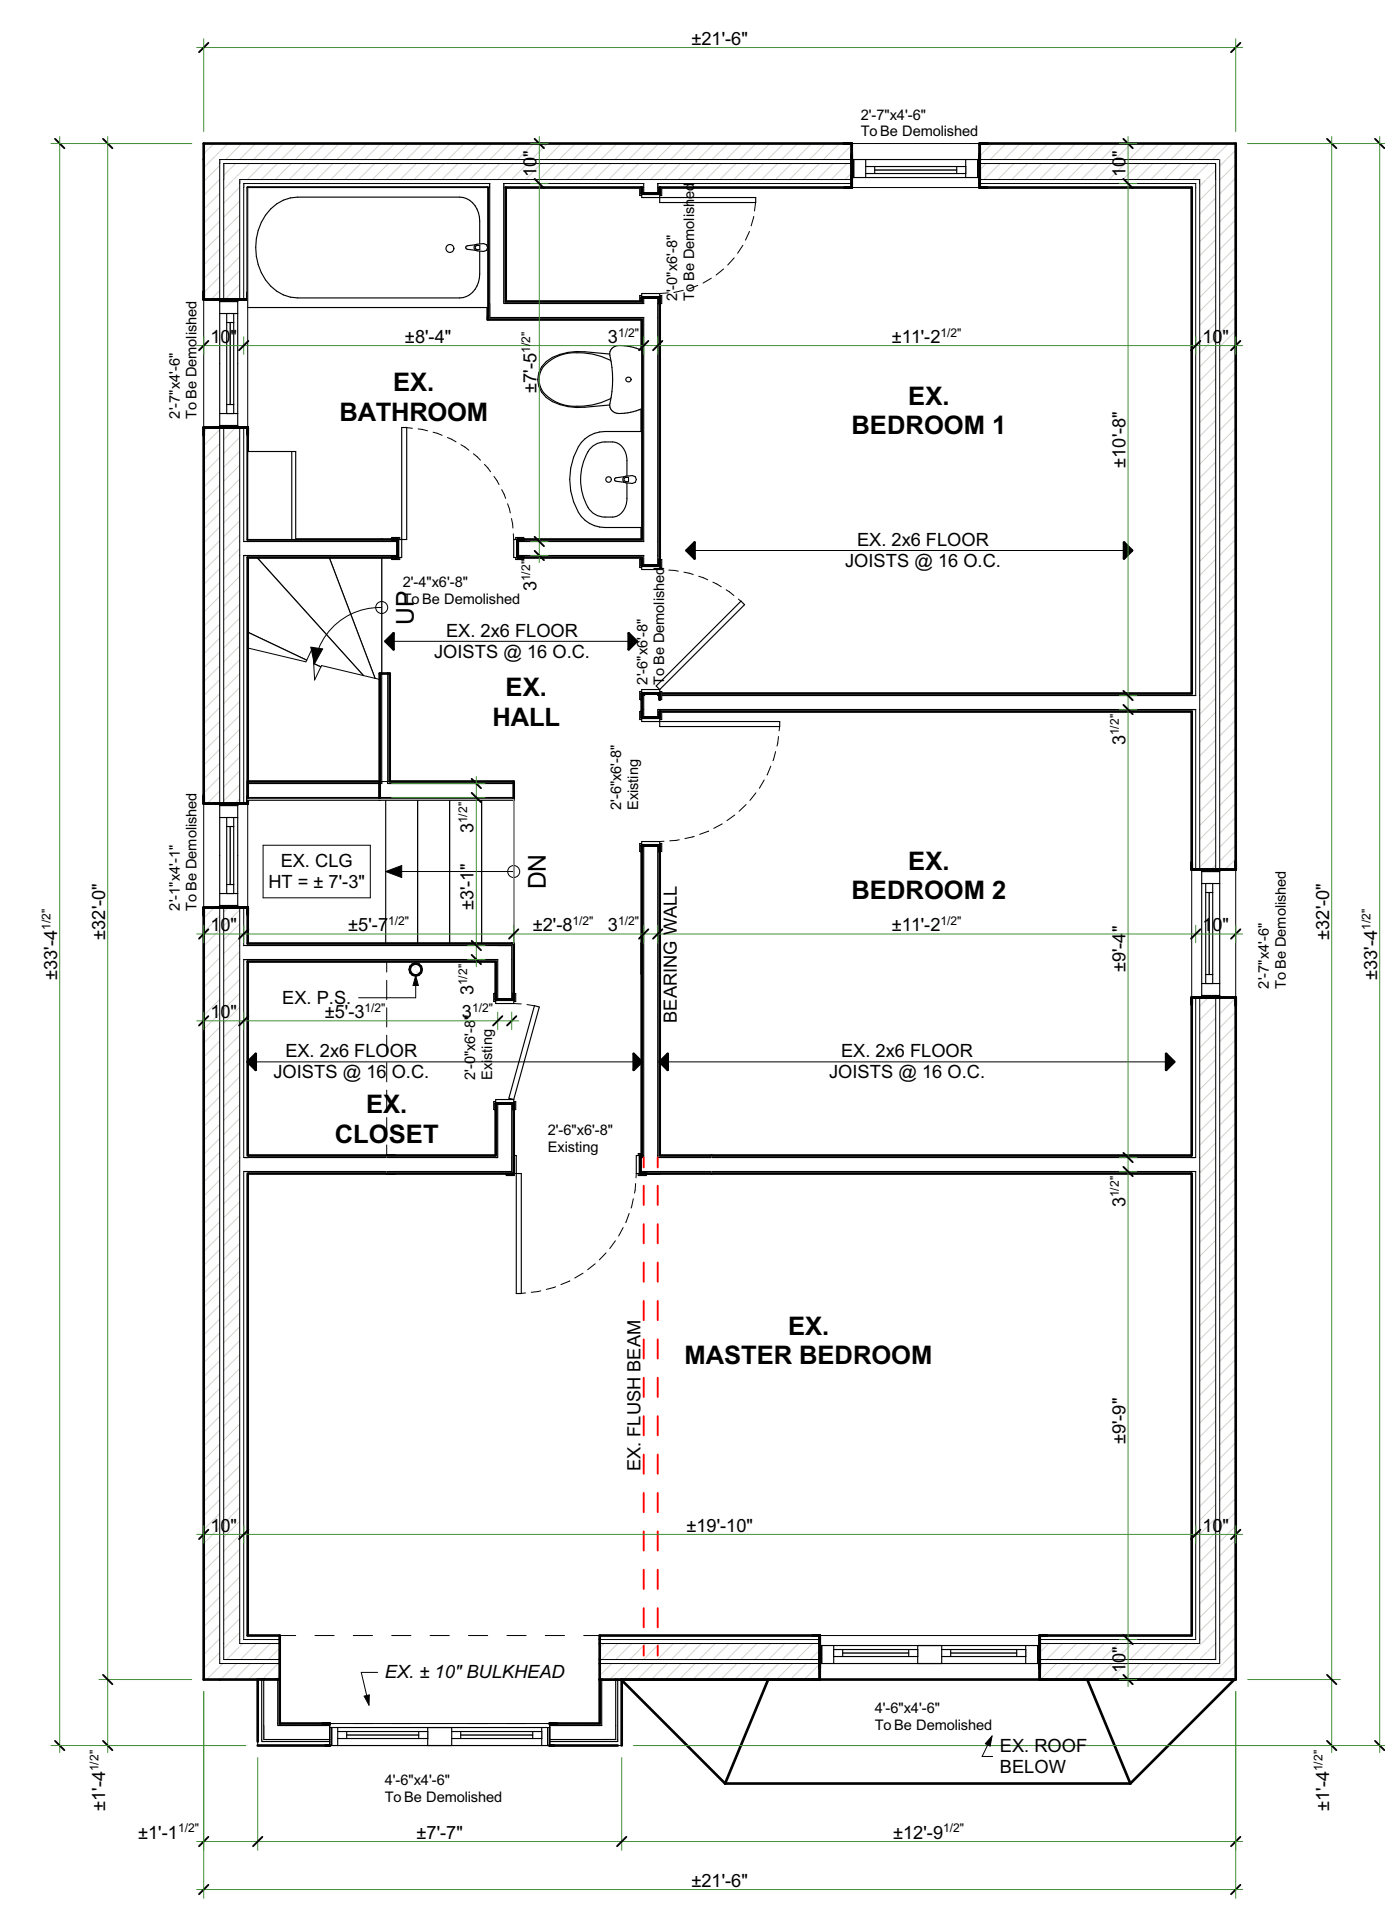 ±21'-6"
2'-7"x4'-6"
To Be Demolished
10"
10"
2'-0"x6'-8"
To Be Demolished
2'-7"x4'-6"
To Be Demolished
10"
±8'-4"
±7'-5 1/2"
3 1/2"
±11'-2 1/2"
10"
EX.
BATHROOM
EX.
BEDROOM 1
±10'-8"
EX. 2x6 FLOOR
JOISTS @ 16 O.C.
3 1/2"
2'-4"x6'-8"
To Be Demolished
UP
EX. 2x6 FLOOR
JOISTS @ 16 O.C.
2'-6"x6'-8"
To Be Demolished
EX.
HALL
3 1/2"
2'-6"x6'-8"
Existing
2'-1"x4'-1"
To Be Demolished
EX. CLG
HT = ± 7'-3"
3 1/2"
±3'-1"
DN
EX.
BEDROOM 2
BEARING WALL
±33'-4 1/2"
±32'-0"
10"
±5'-7 1/2"
±2'-8 1/2"
3 1/2"
±11'-2 1/2"
±9'-4"
10"
2'-7"x4'-6"
To Be Demolished
±32'-0"
±33'-4 1/2"
3 1/2"
EX. P.S.
10"
±5'-3 1/2"
3 1/2"
2'-0"x6'-8"
Existing
EX. 2x6 FLOOR
JOISTS @ 16 O.C.
EX. 2x6 FLOOR
JOISTS @ 16 O.C.
EX.
CLOSET
2'-6"x6'-8"
Existing
3 1/2"
EX. FLUSH BEAM
EX.
MASTER BEDROOM
±9'-9"
10"
±19'-10"
10"
EX. ± 10" BULKHEAD
10"
4'-6"x4'-6"
To Be Demolished
EX. ROOF
BELOW
±1'-4 1/2"
±1'-4 1/2"
4'-6"x4'-6"
To Be Demolished
±1'-1 1/2"
±7'-7"
±12'-9 1/2"
±21'-6"